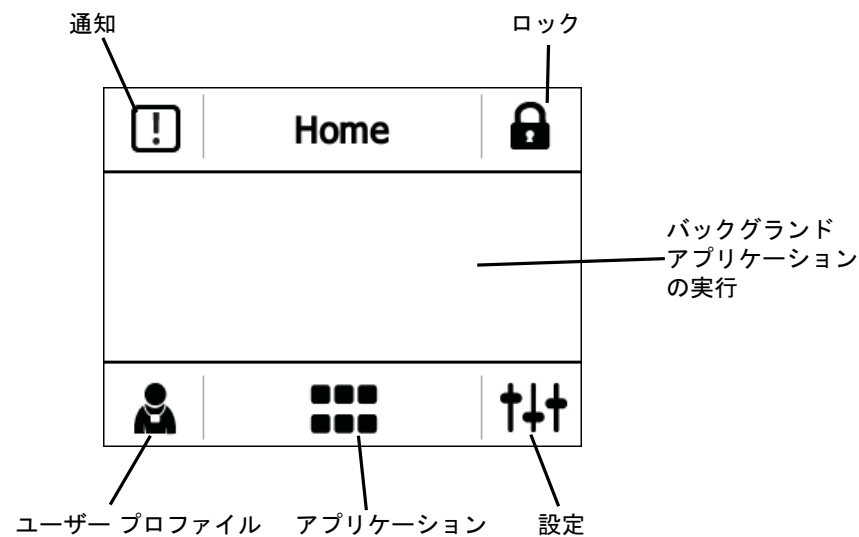 通知
ロック
Home
バックグランド
アプリケーション
の実行
ユーザー プロファイル
アプリケーション
設定